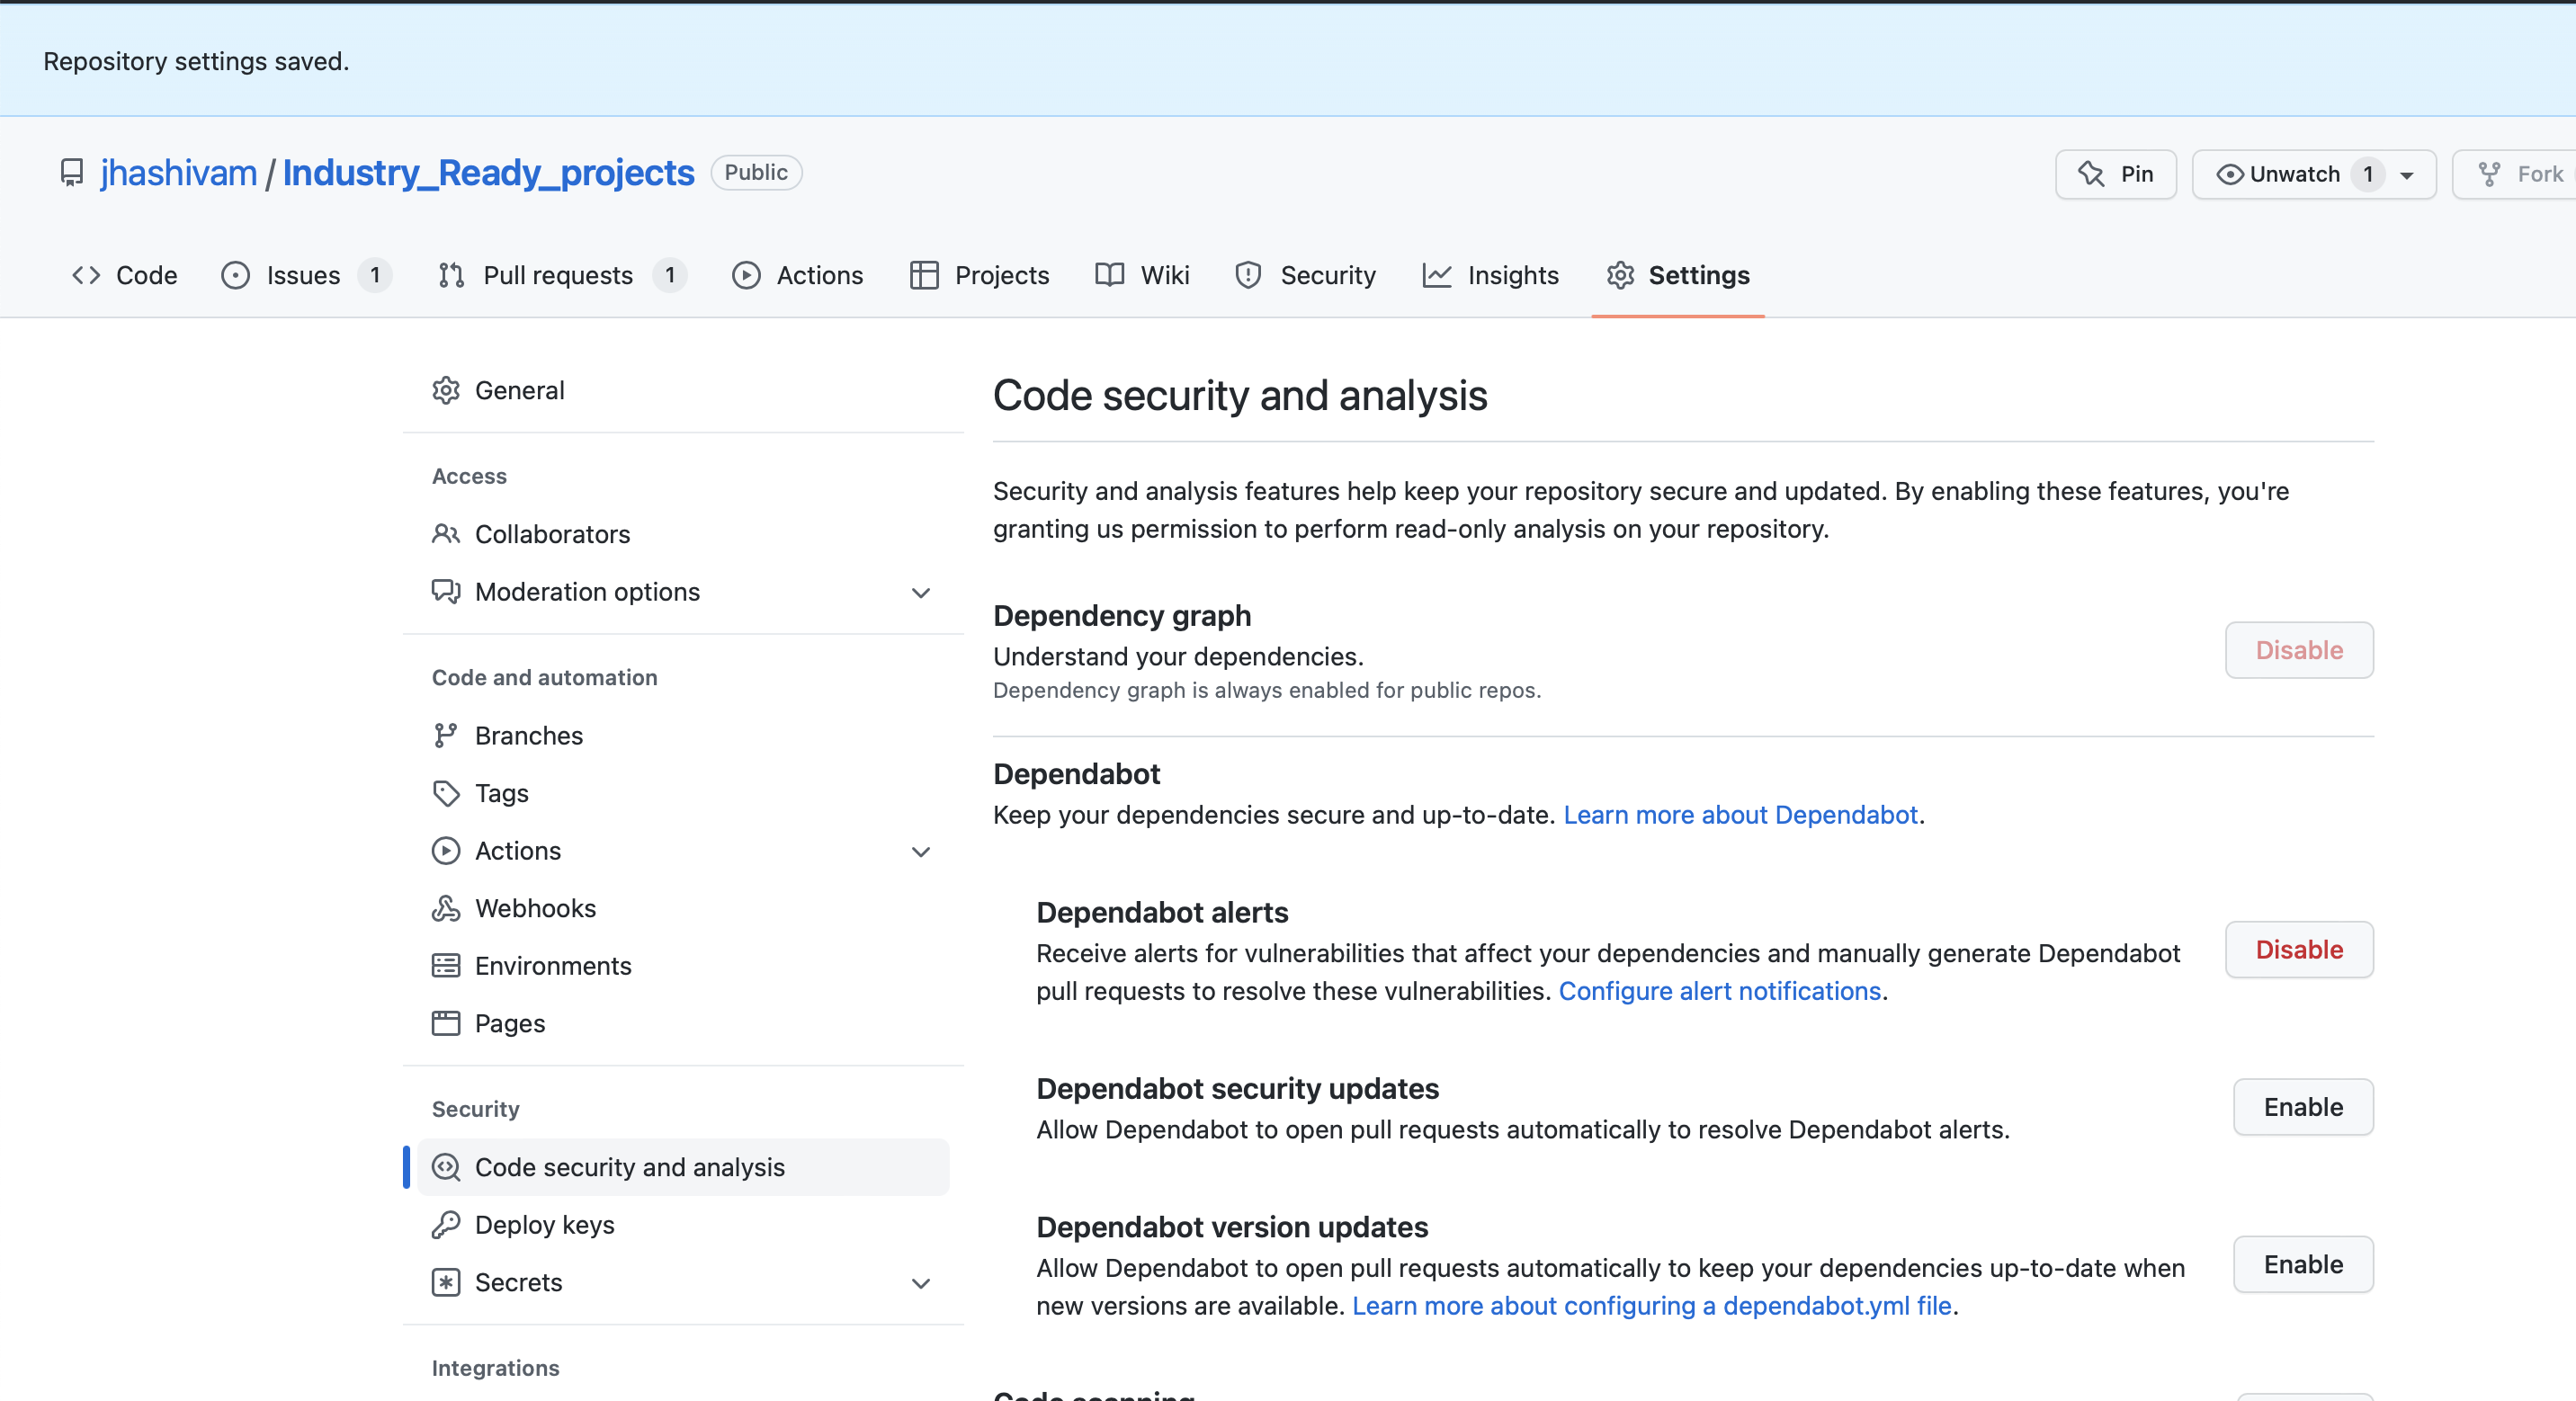 Repository settings saved.
jhashivam / Industry_Ready_projects Public
Pin
Unwatch 1
Fork
Code
Issues 1
Pull requests 1
Actions
Projects
Wiki
Security
Insights
Settings
General
Access
Collaborators
Moderation options
Code and automation
Branches
Tags
Actions
Webhooks
Environments
Pages
Security
Code security and analysis
Deploy keys
Secrets
Integrations
Code security and analysis
Security and analysis features help keep your repository secure and updated. By enabling these features, you're
granting us permission to perform read-only analysis on your repository.
Dependency graph
Understand your dependencies.
Dependency graph is always enabled for public repos.
Disable
Dependabot
Keep your dependencies secure and up-to-date. Learn more about Dependabot.
Dependabot alerts
Receive alerts for vulnerabilities that affect your dependencies and manually generate Dependabot
pull requests to resolve these vulnerabilities. Configure alert notifications.
Disable
Dependabot security updates
Allow Dependabot to open pull requests automatically to resolve Dependabot alerts.
Enable
Dependabot version updates
Allow Dependabot to open pull requests automatically to keep your dependencies up-to-date when
new versions are available. Learn more about configuring a dependabot.yml file.
Enable
Code scanning